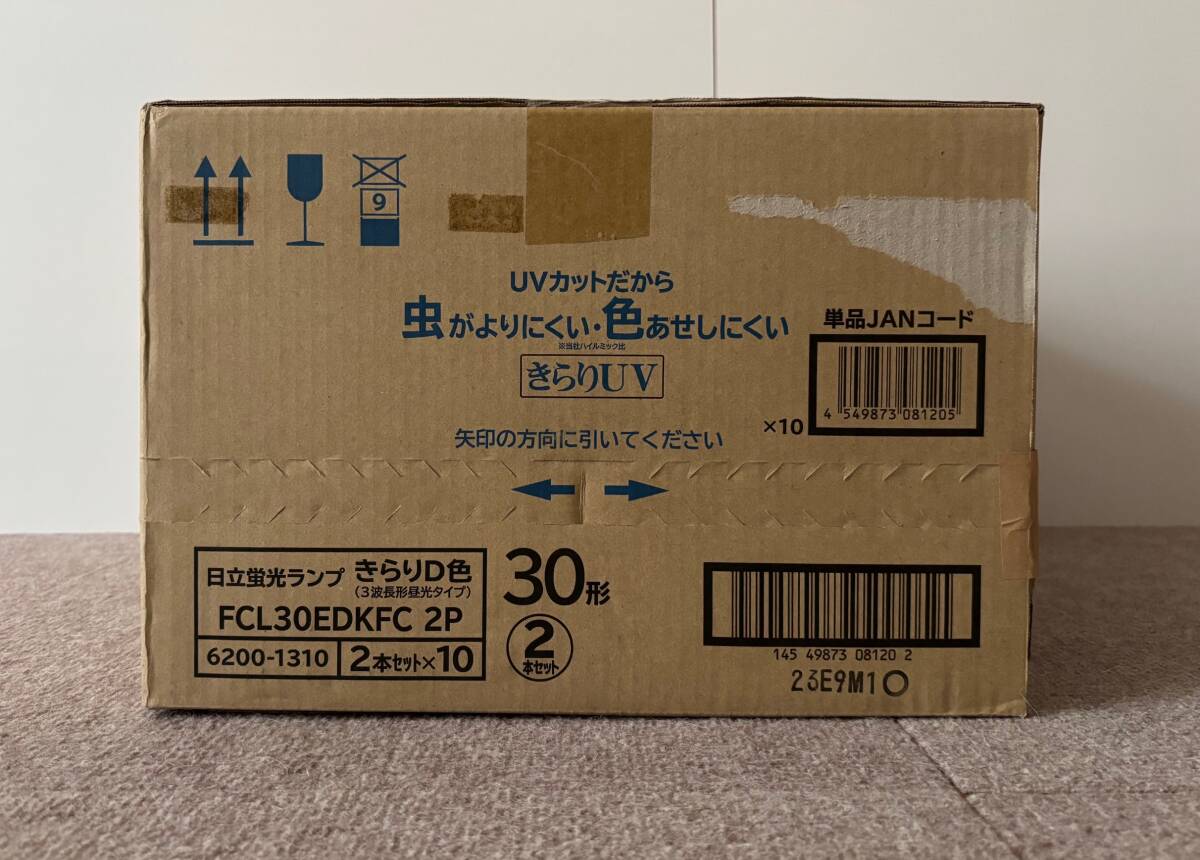 9
UVカットだから
虫がよりにくい・色あせしにくい
※当社ハイルミック比
きらりUV
単品JANコード
×10
4 549873 081205
矢印の方向に引いてください
日立蛍光ランプ きらりD色
(3波長形昼光タイプ)
FCL30EDKFC 2P
6200-1310
2本セット×10
30形
2
本セット
145 49873 08120 2
23E9M1〇